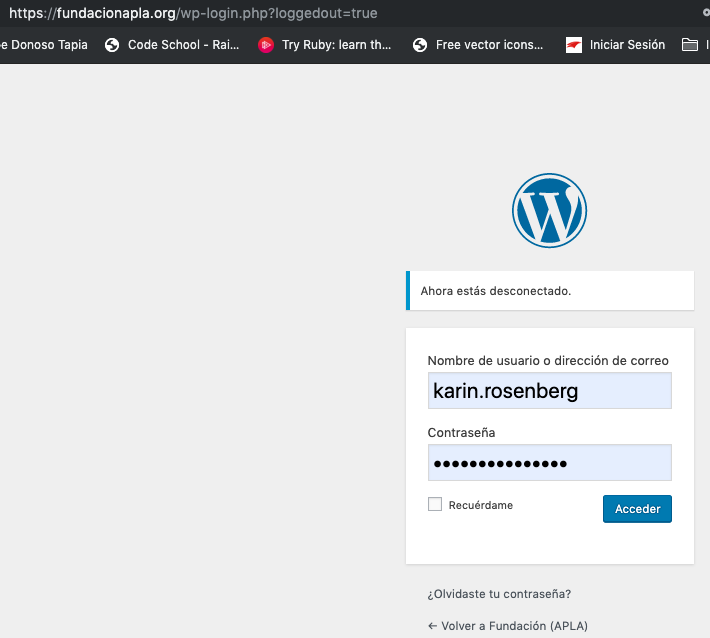 https://fundacionapla.org/wp-login.php?loggedout=true
e Donoso Tapia Code School - Rai... Try Ruby: learn th... Free vector icons... Iniciar Sesión
Ahora estás desconectado.
Nombre de usuario o dirección de correo
karin.rosenberg
Contraseña
•••••••••••••••
Recuérdame Acceder
¿Olvidaste tu contraseña?
← Volver a Fundación (APLA)